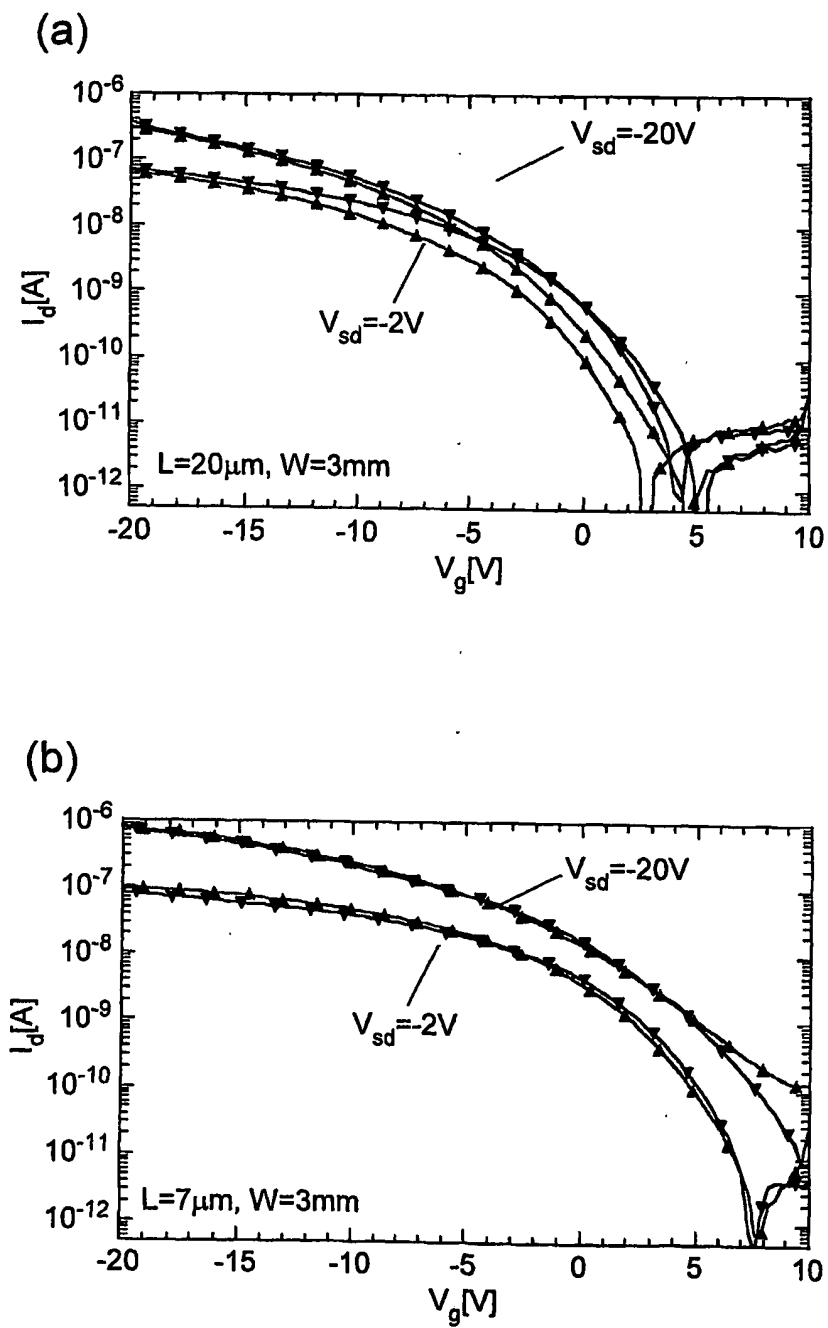 (a)
10^-6
10^-7
10^-8
10^-9
10^-10
10^-11
10^-12
I_d[A]
V_sd=-20V
V_sd=-2V
L=20μm, W=3mm
-20 -15 -10 -5 0 5 10
V_g[V]
(b)
10^-6
10^-7
10^-8
10^-9
10^-10
10^-11
10^-12
I_d[A]
V_sd=-20V
V_sd=-2V
L=7μm, W=3mm
-20 -15 -10 -5 0 5 10
V_g[V]